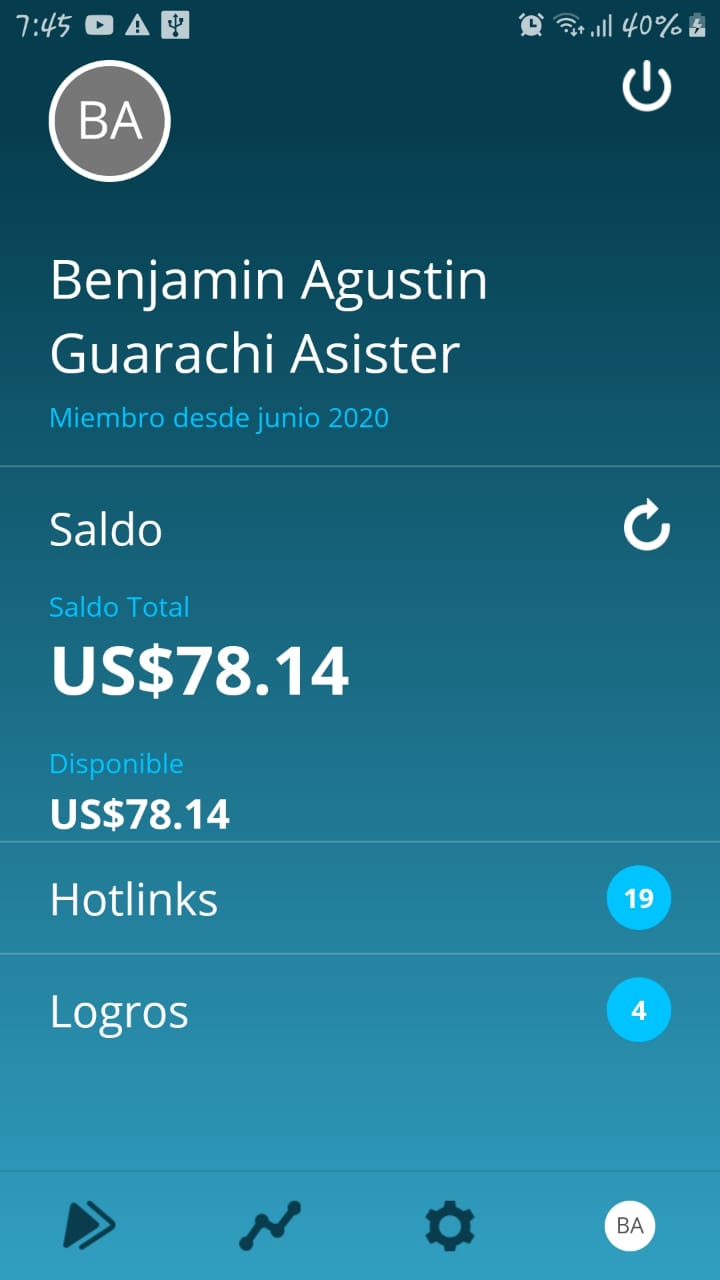 7:45 40%
BA
Benjamin Agustin
Guarachi Asister
Miembro desde junio 2020
Saldo
Saldo Total
US$78.14
Disponible
US$78.14
Hotlinks 19
Logros 4
BA